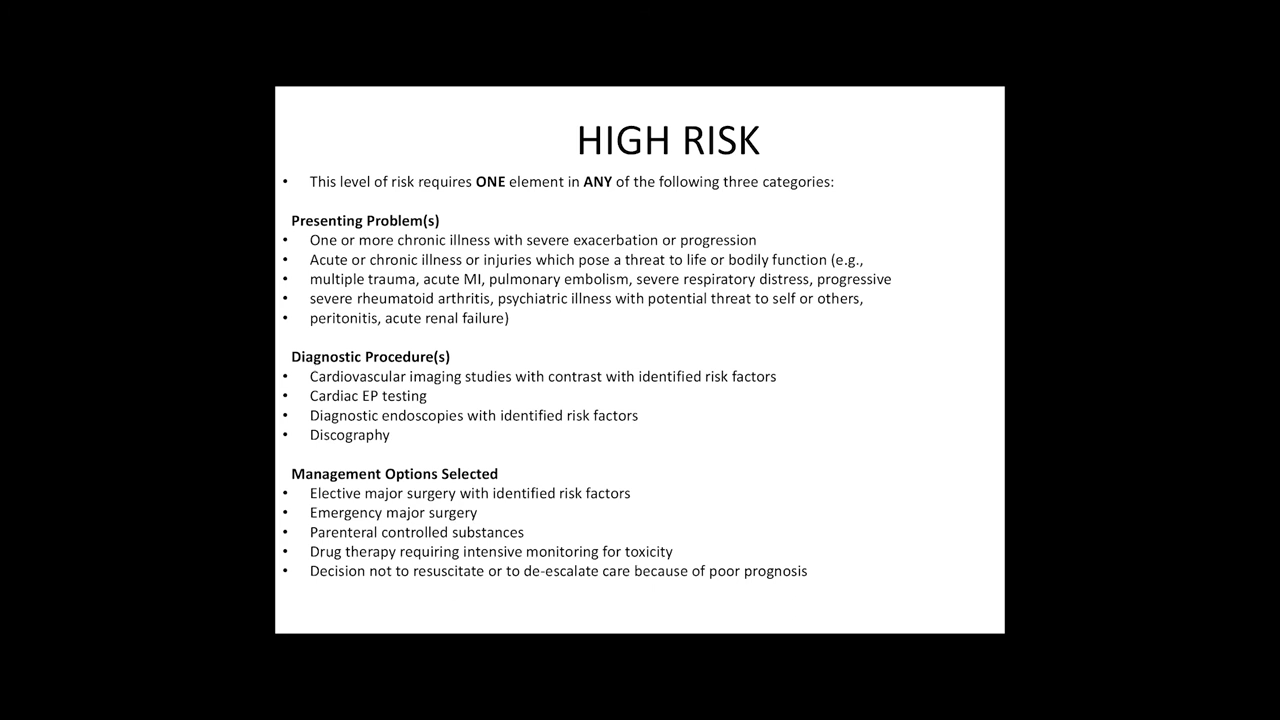 HIGH RISK
• This level of risk requires ONE element in ANY of the following three categories:
Presenting Problem(s)
• One or more chronic illness with severe exacerbation or progression
• Acute or chronic illness or injuries which pose a threat to life or bodily function (e.g.,
• multiple trauma, acute MI, pulmonary embolism, severe respiratory distress, progressive
• severe rheumatoid arthritis, psychiatric illness with potential threat to self or others,
• peritonitis, acute renal failure)
Diagnostic Procedure(s)
• Cardiovascular imaging studies with contrast with identified risk factors
• Cardiac EP testing
• Diagnostic endoscopies with identified risk factors
• Discography
Management Options Selected
• Elective major surgery with identified risk factors
• Emergency major surgery
• Parenteral controlled substances
• Drug therapy requiring intensive monitoring for toxicity
• Decision not to resuscitate or to de-escalate care because of poor prognosis